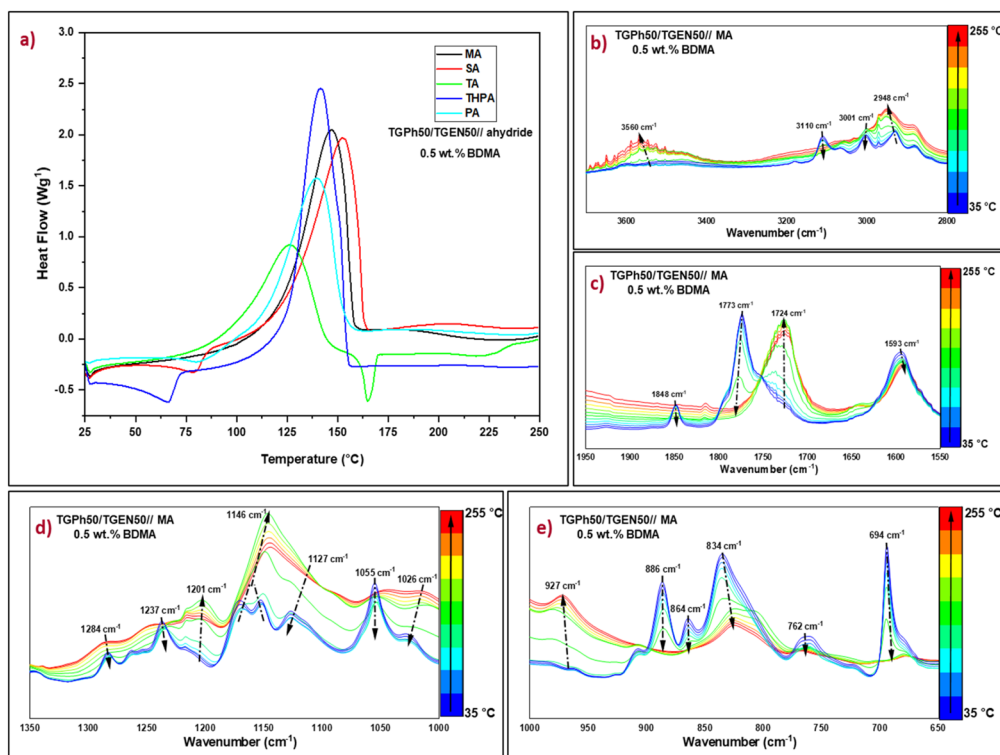 a)
3.0
2.5
2.0
1.5
1.0
0.5
0.0
-0.5
Heat Flow (Wg¹)
MA
SA
TA
THPA
PA
TGPh50/TGEN50// ahydride
0.5 wt.% BDMA
25 50 75 100 125 150 175 200 225 250
Temperature (°C)
b)
TGPh50/TGEN50// MA
0.5 wt.% BDMA
3560 cm⁻¹
3110 cm⁻¹
3001 cm⁻¹
2948 cm⁻¹
255 °C
35 °C
3600 3400 3200 3000 2800
Wavenumber (cm⁻¹)
c)
TGPh50/TGEN50// MA
0.5 wt.% BDMA
1848 cm⁻¹
1773 cm⁻¹
1724 cm⁻¹
1593 cm⁻¹
255 °C
35 °C
1950 1900 1850 1800 1750 1700 1650 1600 1550
Wavenumber (cm⁻¹)
d)
TGPh50/TGEN50// MA
0.5 wt.% BDMA
1284 cm⁻¹
1237 cm⁻¹
1201 cm⁻¹
1146 cm⁻¹
1127 cm⁻¹
1055 cm⁻¹
1026 cm⁻¹
255 °C
35 °C
1350 1300 1250 1200 1150 1100 1050 1000
Wavenumber (cm⁻¹)
e)
TGPh50/TGEN50// MA
0.5 wt.% BDMA
927 cm⁻¹
886 cm⁻¹
864 cm⁻¹
834 cm⁻¹
762 cm⁻¹
694 cm⁻¹
255 °C
35 °C
1000 950 900 850 800 750 700 650
Wavenumber (cm⁻¹)